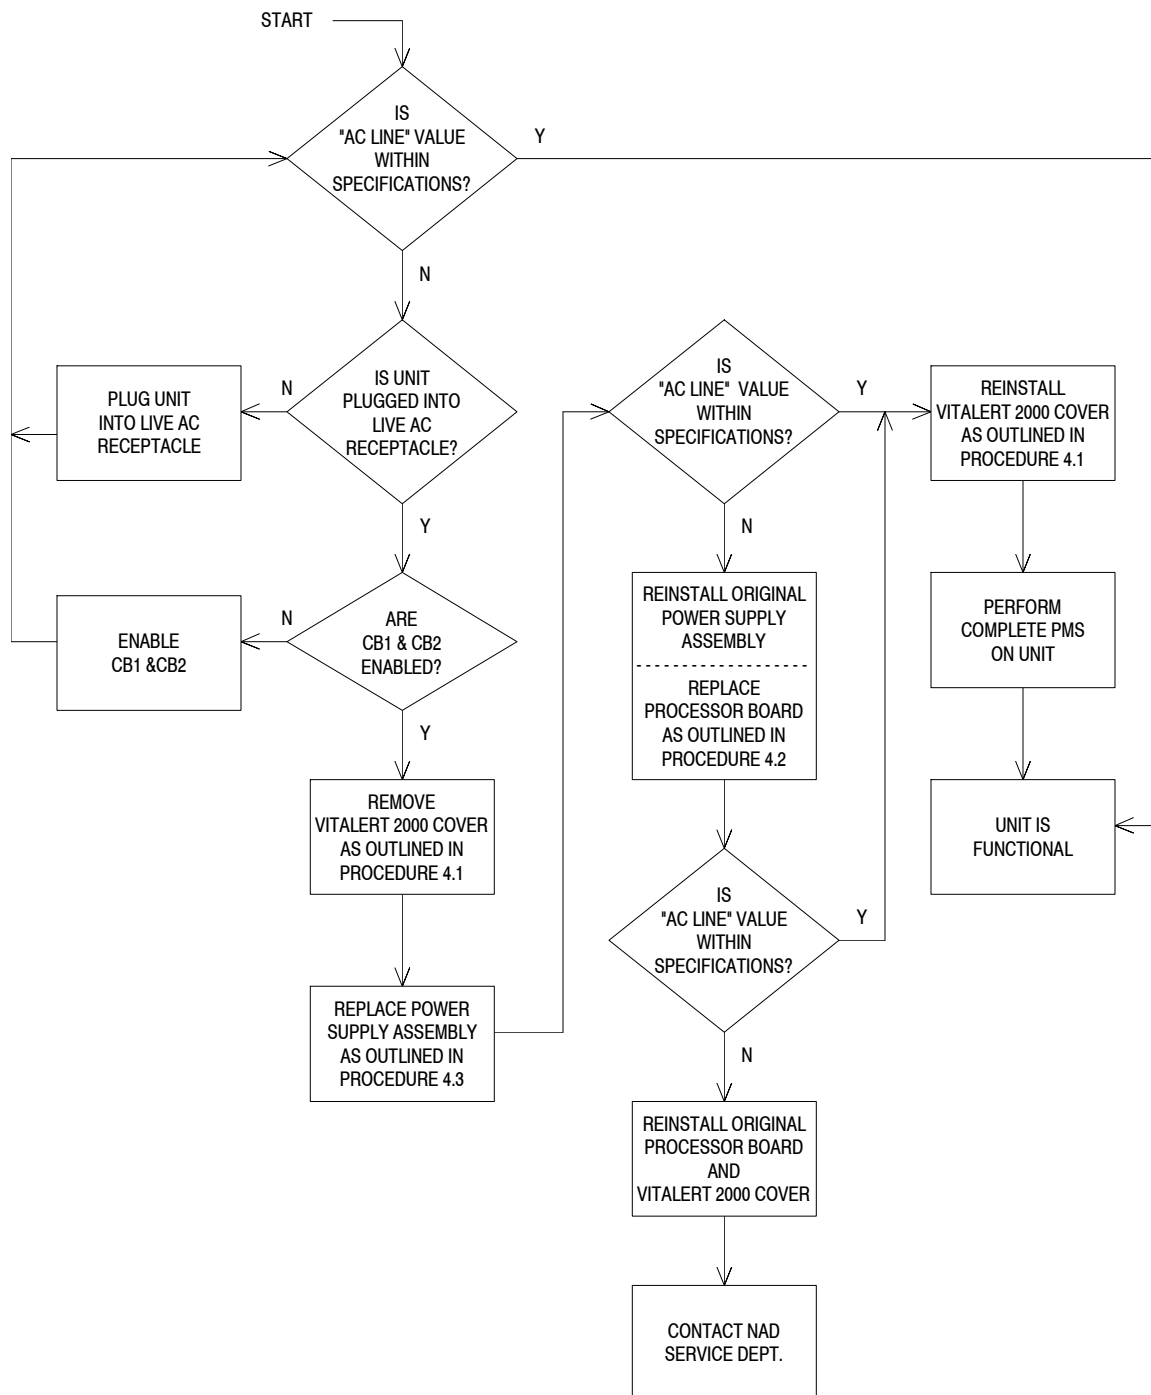 START
IS
"AC LINE" VALUE
WITHIN
SPECIFICATIONS?
Y
N
IS UNIT
PLUGGED INTO
LIVE AC
RECEPTACLE?
N
PLUG UNIT
INTO LIVE AC
RECEPTACLE
Y
ARE
CB1 & CB2
ENABLED?
N
ENABLE
CB1 &CB2
Y
REMOVE
VITALERT 2000 COVER
AS OUTLINED IN
PROCEDURE 4.1
REPLACE POWER
SUPPLY ASSEMBLY
AS OUTLINED IN
PROCEDURE 4.3
IS
"AC LINE" VALUE
WITHIN
SPECIFICATIONS?
Y
N
REINSTALL ORIGINAL
POWER SUPPLY
ASSEMBLY
REPLACE
PROCESSOR BOARD
AS OUTLINED IN
PROCEDURE 4.2
IS
"AC LINE" VALUE
WITHIN
SPECIFICATIONS?
Y
N
REINSTALL ORIGINAL
PROCESSOR BOARD
AND
VITALERT 2000 COVER
CONTACT NAD
SERVICE DEPT.
REINSTALL
VITALERT 2000 COVER
AS OUTLINED IN
PROCEDURE 4.1
PERFORM
COMPLETE PMS
ON UNIT
UNIT IS
FUNCTIONAL